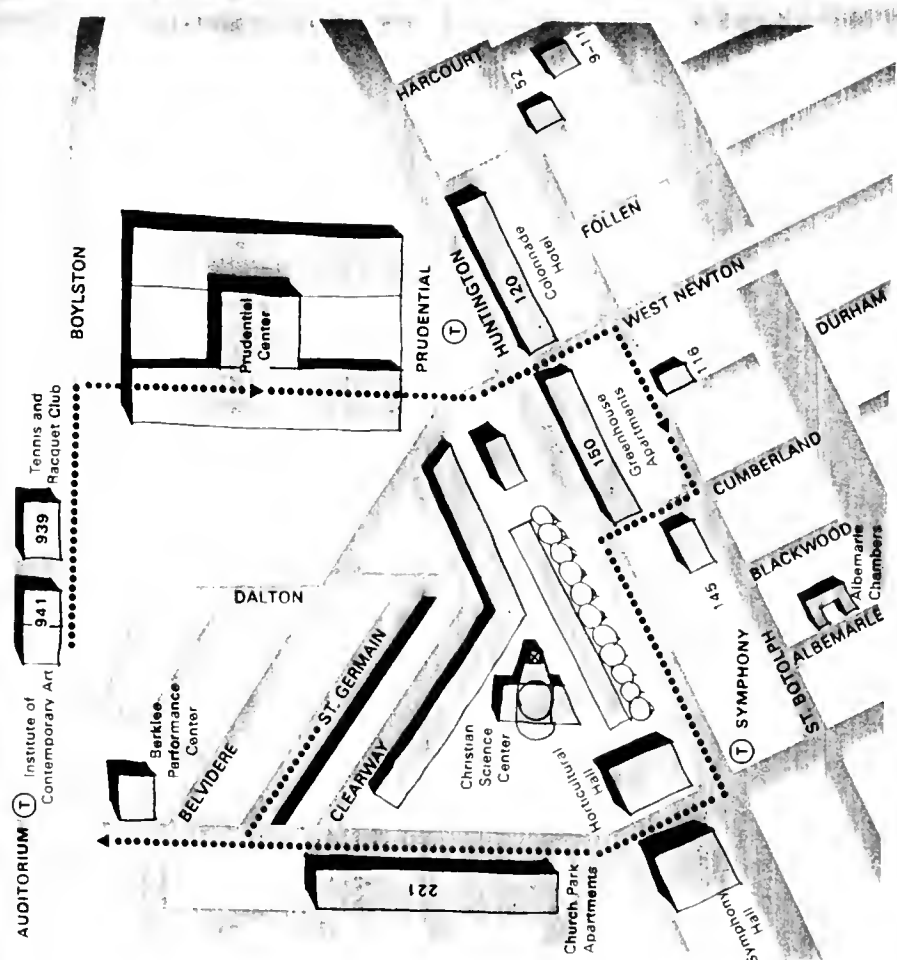 HARCOURT
52
9-11
BOYLSTON
Prudential
Center
PRUDENTIAL
T
HUNTINGTON
120
Colonnade
Hotel
FOLLEN
WEST NEWTON
DURHAM
116
150
Greenhouse
Apartments
CUMBERLAND
939
Tennis and
Racquet Club
941
AUDITORIUM T Institute of
Contemporary Art
DALTON
Berklee
Performance
Center
BELVIDERE
ST. GERMAIN
CLEARWAY
Christian
Science
Center
Horticultural
Hall
145
BLACKWOOD
Albemarle
Chambers
ALBEMARLE
ST. BOTOLPH
T SYMPHONY
221
Church Park
Apartments
Symphony
Hall